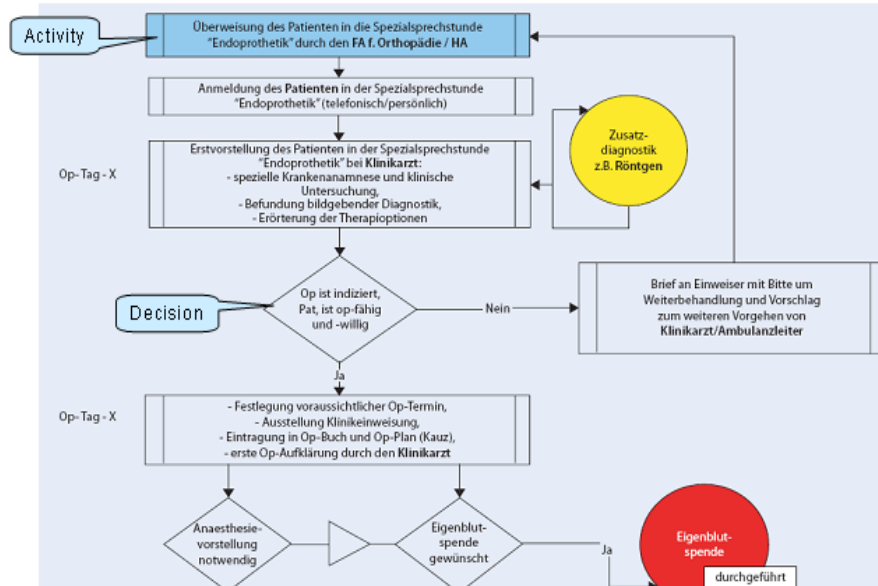 Activity
Überweisung des Patienten in die Spezialsprechstunde
"Endoprothetik" durch den FA f. Orthopädie / HA
Anmeldung des Patienten in der Spezialsprechstunde
"Endoprothetik" (telefonisch/persönlich)
Op-Tag - X
Erstvorstellung des Patienten in der Spezialsprechstunde
"Endoprothetik" bei Klinikarzt:
- spezielle Krankenanamnese und klinische
Untersuchung,
- Befundung bildgebender Diagnostik,
- Erörterung der Therapioptionen
Zusatz-
diagnostik
z.B. Röntgen
Decision
Op ist indiziert,
Pat, ist op-fähig
und -willig
Nein
Brief an Einweiser mit Bitte um
Weiterbehandlung und Vorschlag
zum weiteren Vorgehen von
Klinikarzt/Ambulanzleiter
Ja
Op-Tag - X
- Festlegung voraussichtlicher Op-Termin,
- Ausstellung Klinikeinweisung,
- Eintragung in Op-Buch und Op-Plan (Kauz),
- erste Op-Aufklärung durch den Klinikarzt
Anaesthesie-
vorstellung
notwendig
Eigenblut-
spende
gewünscht
Ja
Eigenblut-
spende
durchgeführt